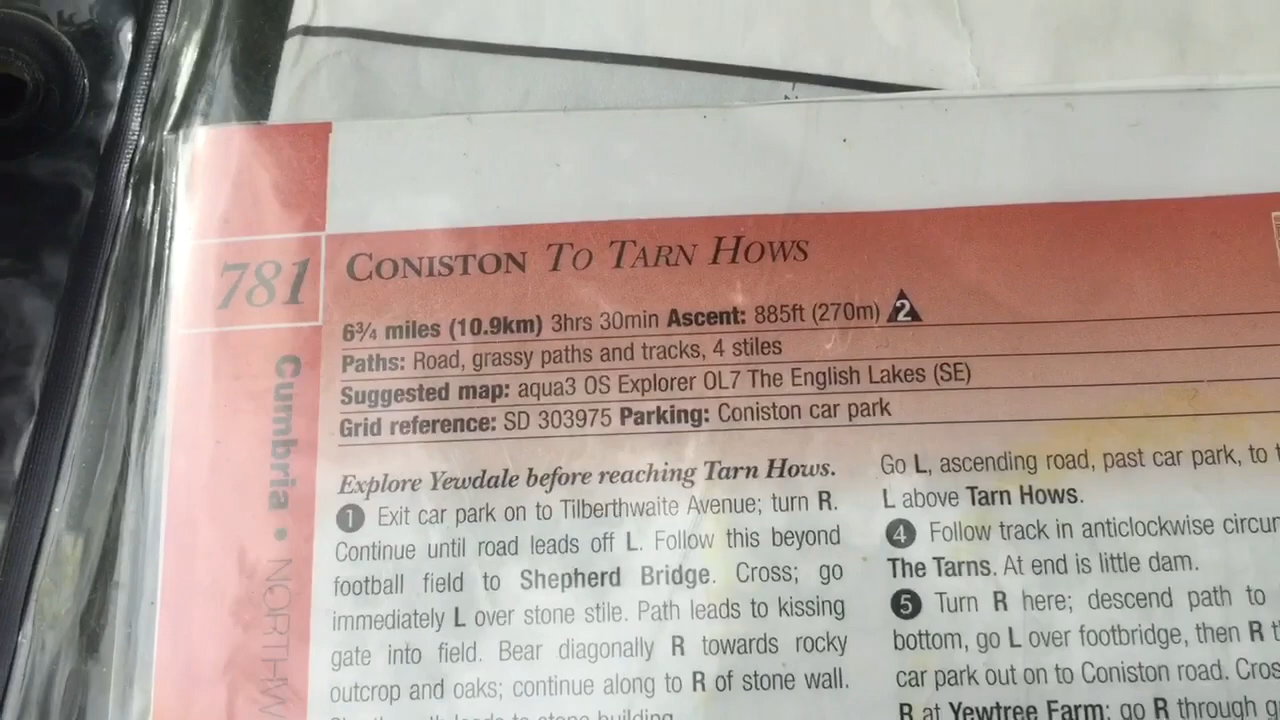 781
CONISTON TO TARN HOWS
6¾ miles (10.9km) 3hrs 30min Ascent: 885ft (270m) 2
Paths: Road, grassy paths and tracks, 4 stiles
Suggested map: aqua3 OS Explorer OL7 The English Lakes (SE)
Grid reference: SD 303975 Parking: Coniston car park
Cumbria •
Explore Yewdale before reaching Tarn Hows.
1 Exit car park on to Tilberthwaite Avenue; turn R.
Continue until road leads off L. Follow this beyond
football field to Shepherd Bridge. Cross; go
immediately L over stone stile. Path leads to kissing
gate into field. Bear diagonally R towards rocky
outcrop and oaks; continue along to R of stone wall.
Go L, ascending road, past car park, to
L above Tarn Hows.
4 Follow track in anticlockwise
The Tarns. At end is little dam.
5 Turn R here; descend path to
bottom, go L over footbridge, then R
car park out on to Coniston road.
R at Yewtree Farm; go R through